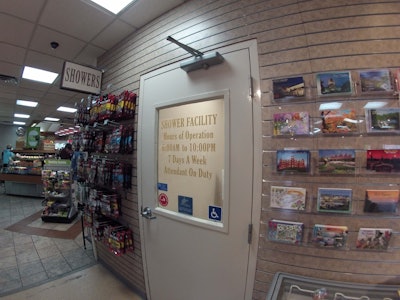 SHOWERS
SHOWER FACILITY
Hours of Operation
6:00AM to 10:00PM
7 Days A Week
Attendant On Duty